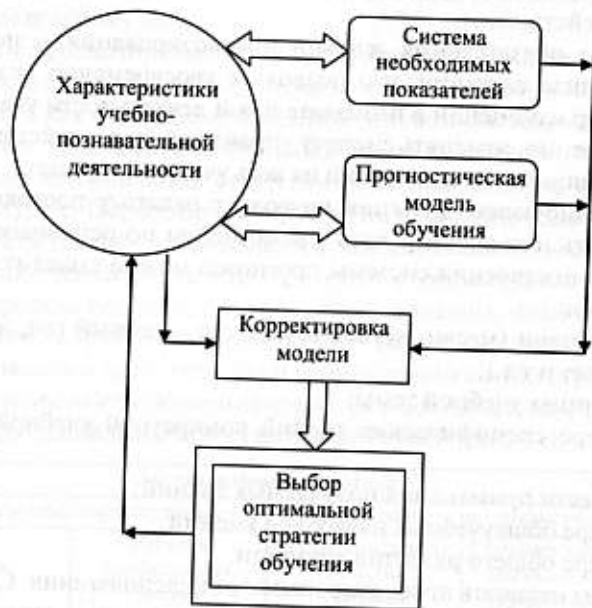 Характеристики
учебно-
познавательной
деятельности
Система
необходимых
показателей
Прогностическая
модель
обучения
Корректировка
модели
Выбор
оптимальной
стратегии
обучения